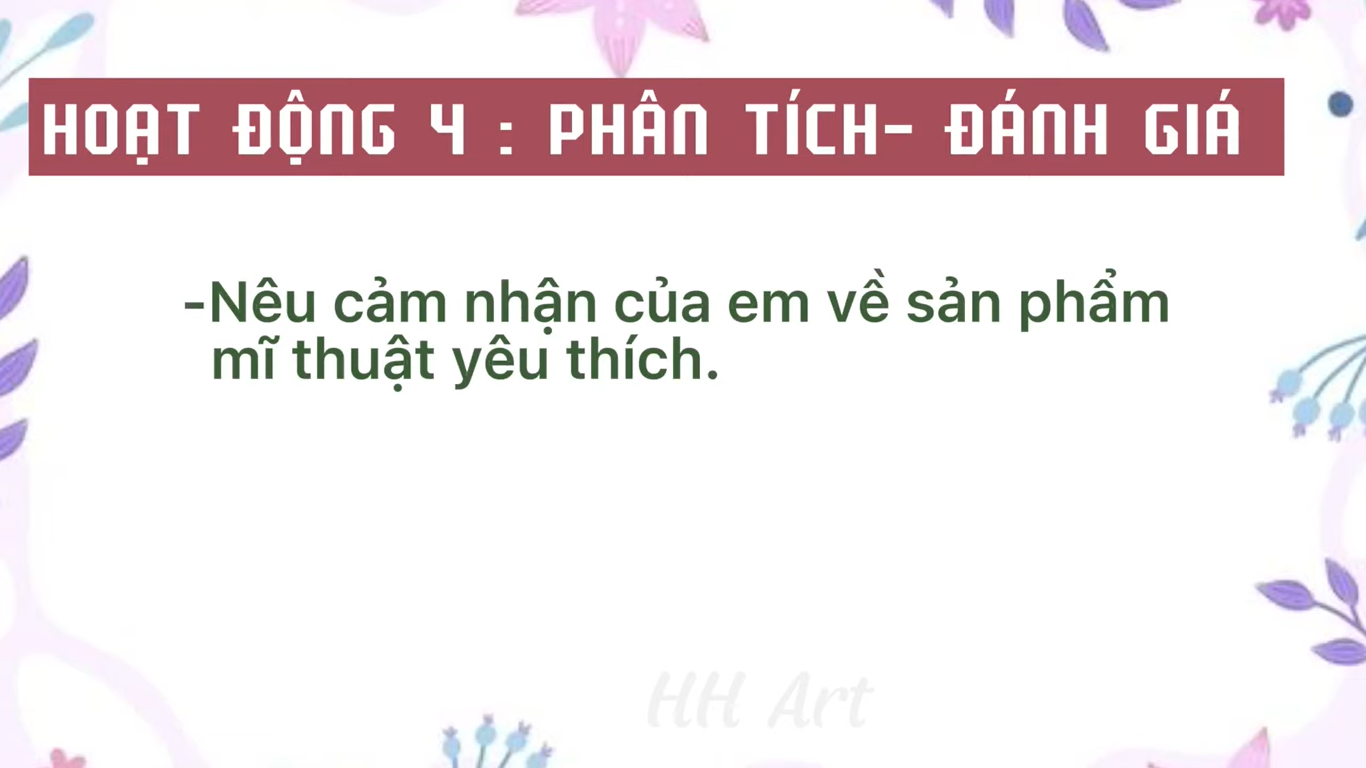 HOẠT ĐỘNG 4 : PHÂN TÍCH- ĐÁNH GIÁ
-Nêu cảm nhận của em về sản phẩm
mĩ thuật yêu thích.
HH Art